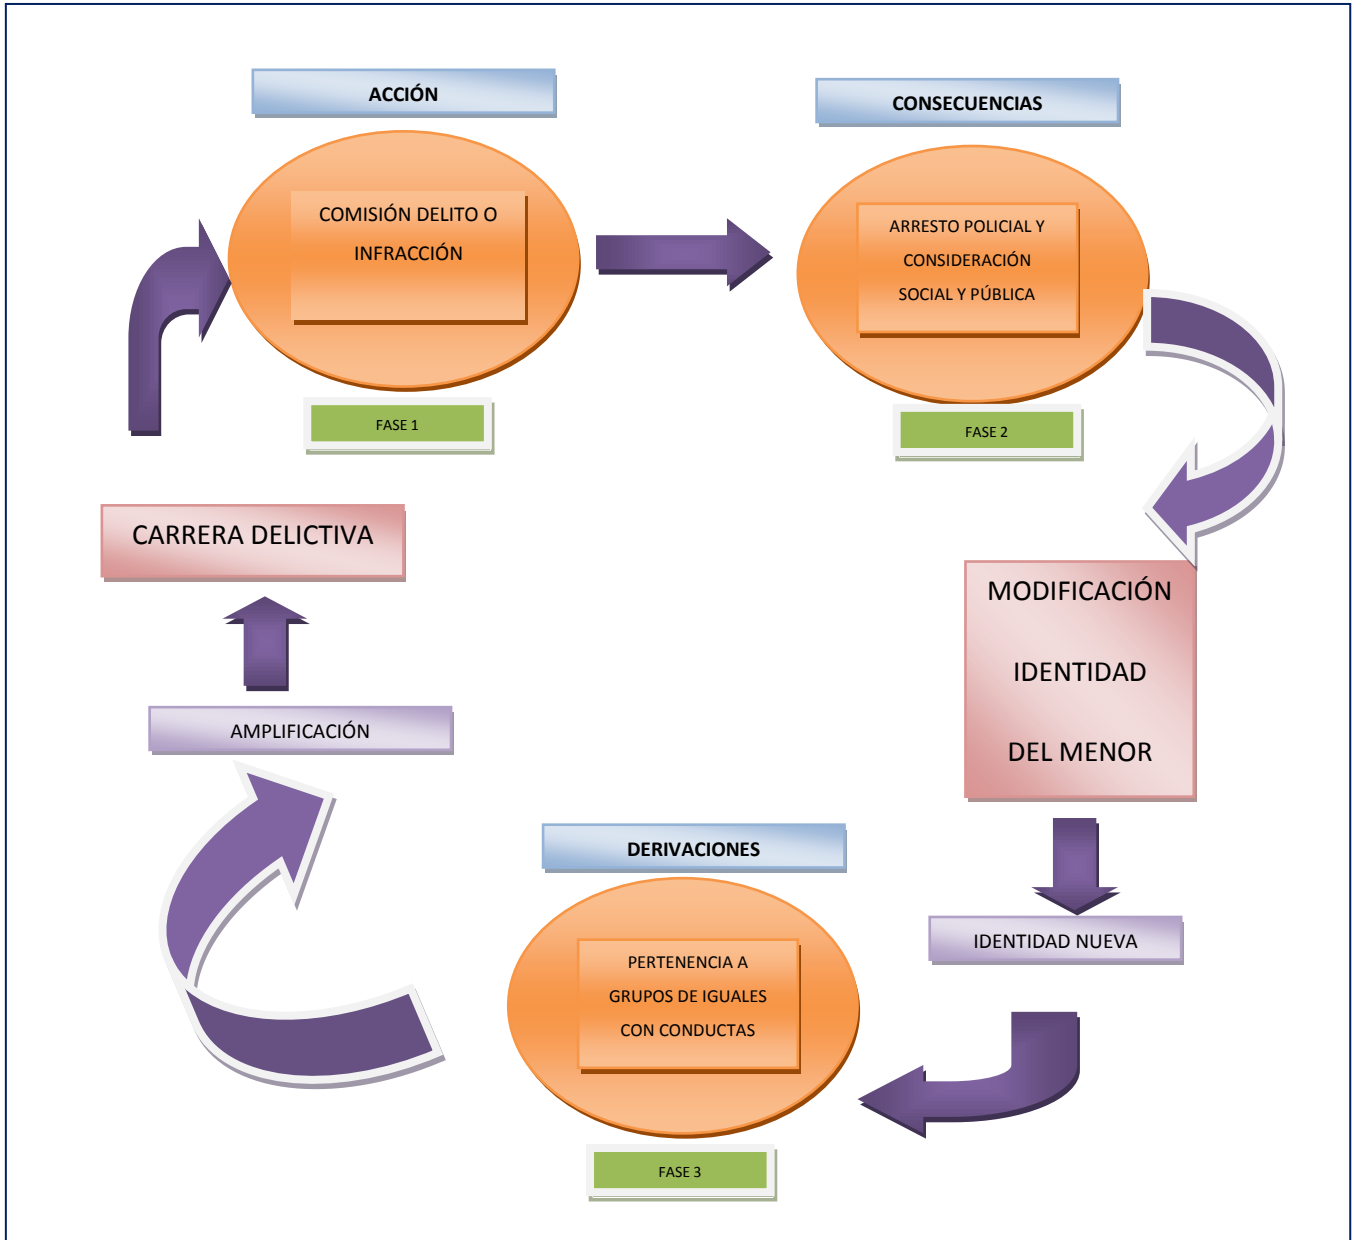 ACCIÓN
COMISIÓN DELITO O
INFRACCIÓN
FASE 1
CONSECUENCIAS
ARRESTO POLICIAL Y
CONSIDERACIÓN
SOCIAL Y PÚBLICA
FASE 2
MODIFICACIÓN
IDENTIDAD
DEL MENOR
IDENTIDAD NUEVA
DERIVACIONES
PERTENENCIA A
GRUPOS DE IGUALES
CON CONDUCTAS
FASE 3
AMPLIFICACIÓN
CARRERA DELICTIVA